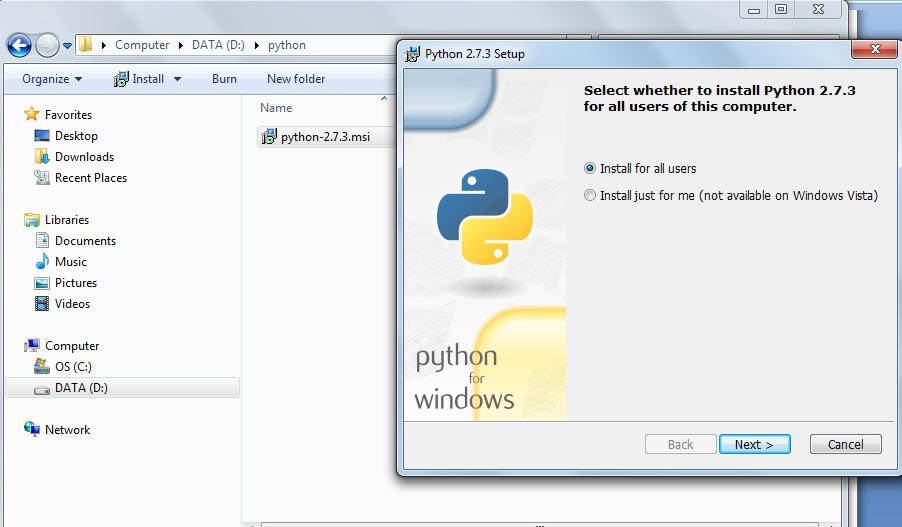 Computer DATA (D:) python
Organize Install Burn New folder
Favorites
Desktop
Downloads
Recent Places
Libraries
Documents
Music
Pictures
Videos
Computer
OS (C:)
DATA (D:)
Network
Name
python-2.7.3.msi
Python 2.7.3 Setup
Select whether to install Python 2.7.3
for all users of this computer.
Install for all users
Install just for me (not available on Windows Vista)
python
for
windows
Back Next > Cancel